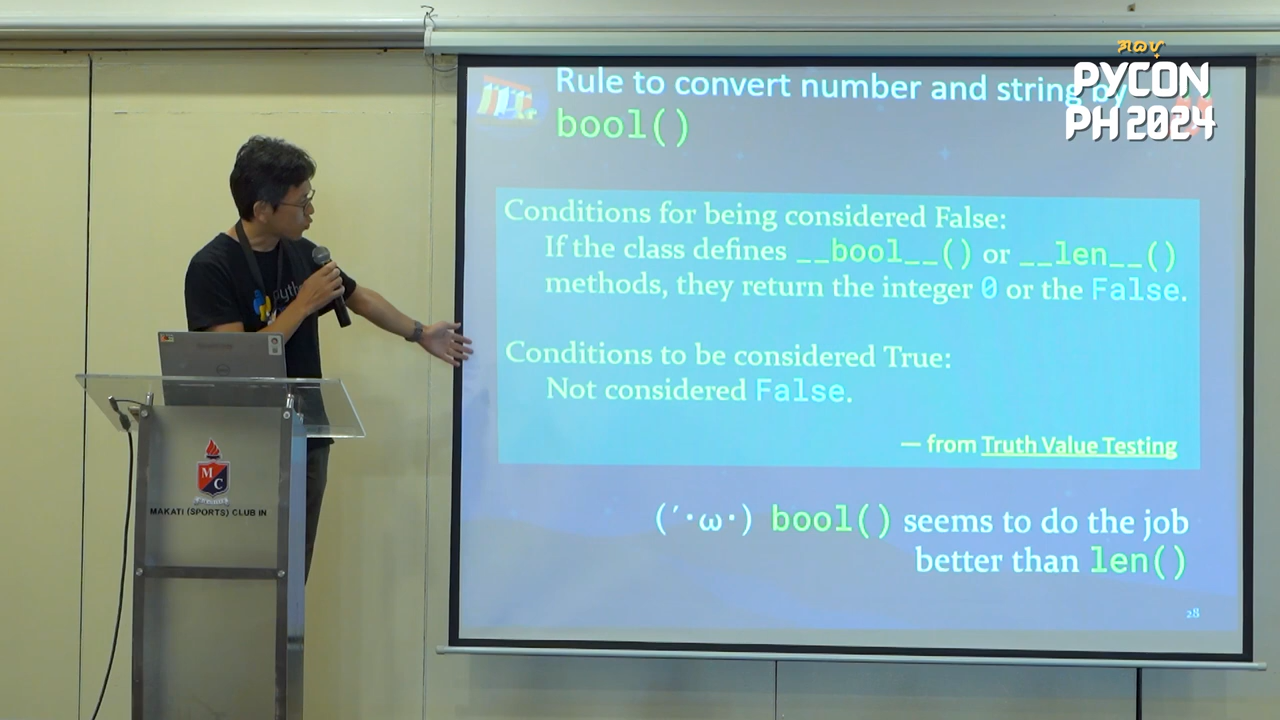 ᜉᜌ᜔
PYCON
PH 2024
Rule to convert number and string by
bool()
Conditions for being considered False:
If the class defines __bool__() or __len__()
methods, they return the integer 0 or the False.
Conditions to be considered True:
Not considered False.
— from Truth Value Testing
(´･ω･) bool() seems to do the job
better than len()
28
M
C
MAKATI (SPORTS) CLUB IN